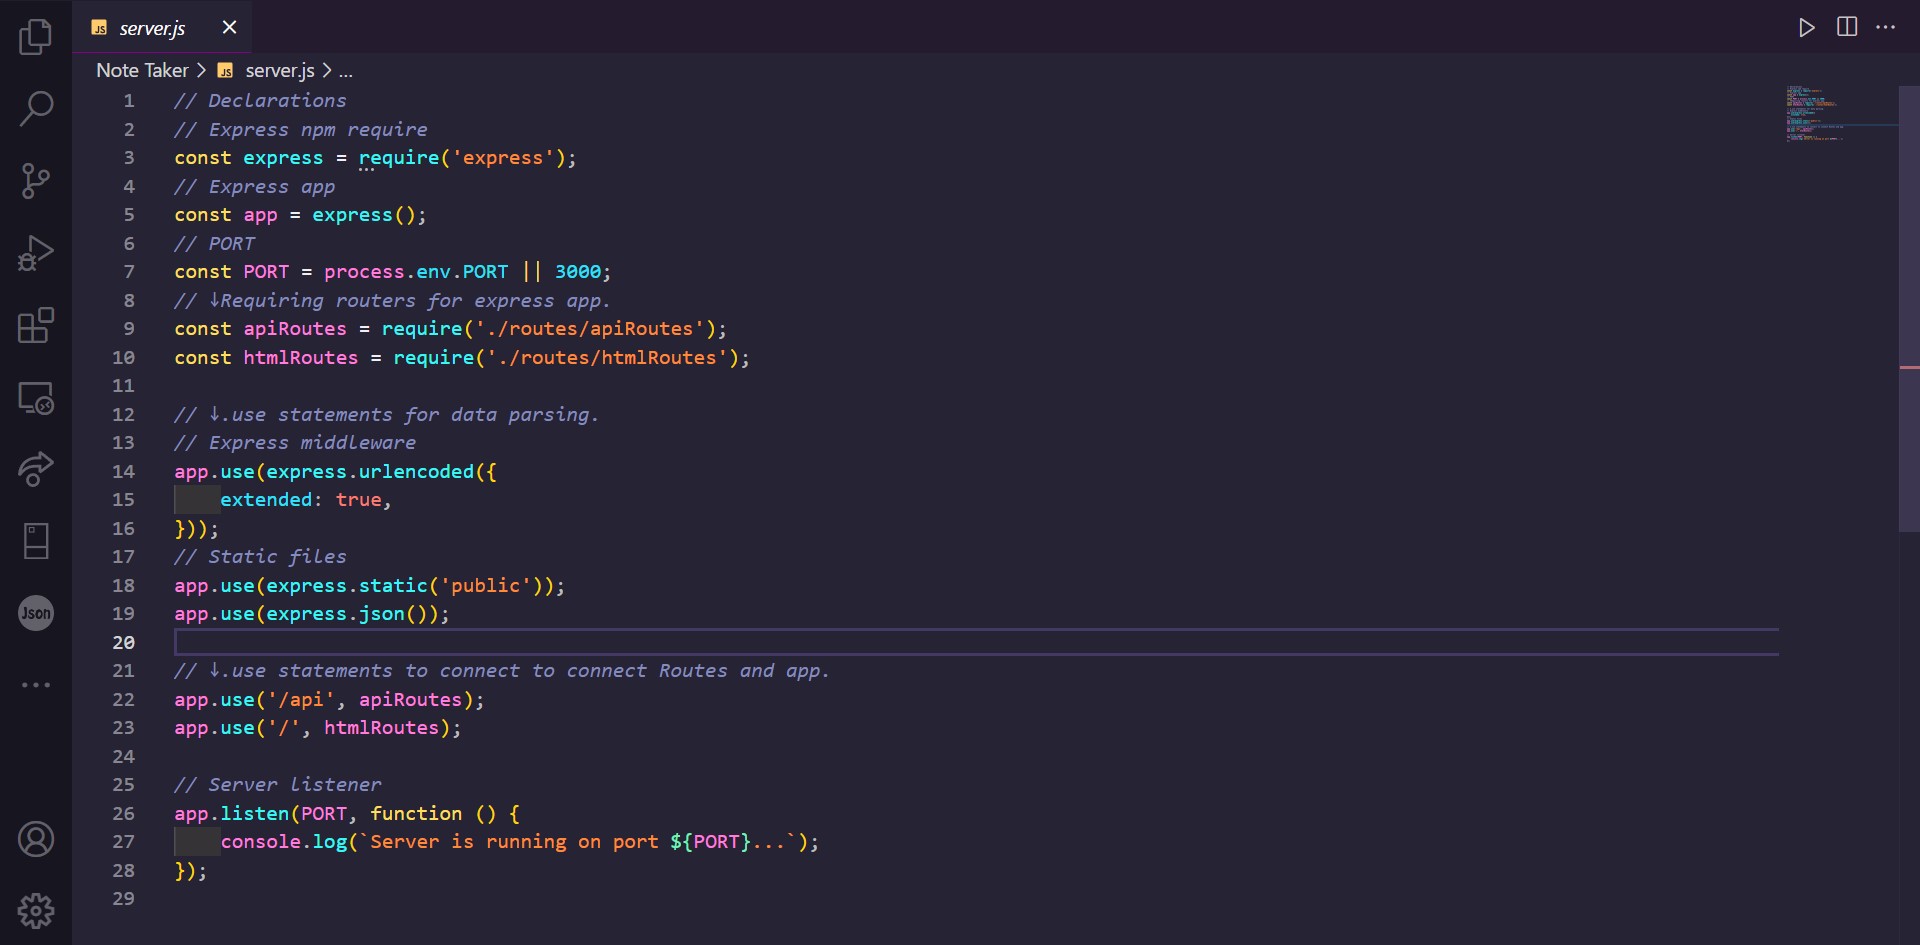 JS server.js ×
Note Taker > JS server.js > ...
1 // Declarations
2 // Express npm require
3 const express = require('express');
4 // Express app
5 const app = express();
6 // PORT
7 const PORT = process.env.PORT || 3000;
8 // ↓Requiring routers for express app.
9 const apiRoutes = require('./routes/apiRoutes');
10 const htmlRoutes = require('./routes/htmlRoutes');
11
12 // ↓.use statements for data parsing.
13 // Express middleware
14 app.use(express.urlencoded({
15     extended: true,
16 }));
17 // Static files
18 app.use(express.static('public'));
19 app.use(express.json());
20
21 // ↓.use statements to connect to connect Routes and app.
22 app.use('/api', apiRoutes);
23 app.use('/', htmlRoutes);
24
25 // Server listener
26 app.listen(PORT, function () {
27     console.log(`Server is running on port ${PORT}...`);
28 });
29
Json